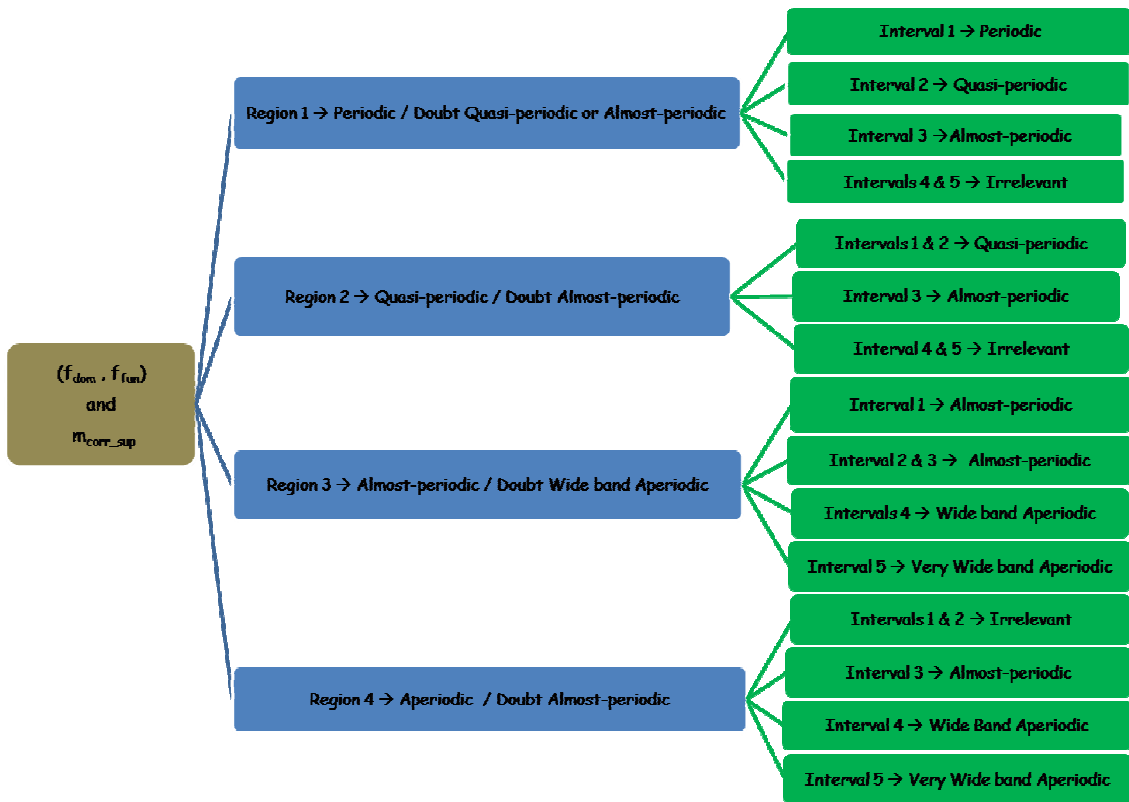 (f_dom , f_fun)
and
m_corr_sup
Region 1 → Periodic / Doubt Quasi-periodic or Almost-periodic
Interval 1 → Periodic
Interval 2 → Quasi-periodic
Interval 3 →Almost-periodic
Intervals 4 & 5 → Irrelevant
Region 2 → Quasi-periodic / Doubt Almost-periodic
Intervals 1 & 2 → Quasi-periodic
Interval 3 → Almost-periodic
Interval 4 & 5 → Irrelevant
Region 3 → Almost-periodic / Doubt Wide band Aperiodic
Interval 1 → Almost-periodic
Interval 2 & 3 → Almost-periodic
Intervals 4 → Wide band Aperiodic
Interval 5 → Very Wide band Aperiodic
Region 4 → Aperiodic / Doubt Almost-periodic
Intervals 1 & 2 → Irrelevant
Interval 3 → Almost-periodic
Interval 4 → Wide Band Aperiodic
Interval 5 → Very Wide band Aperiodic